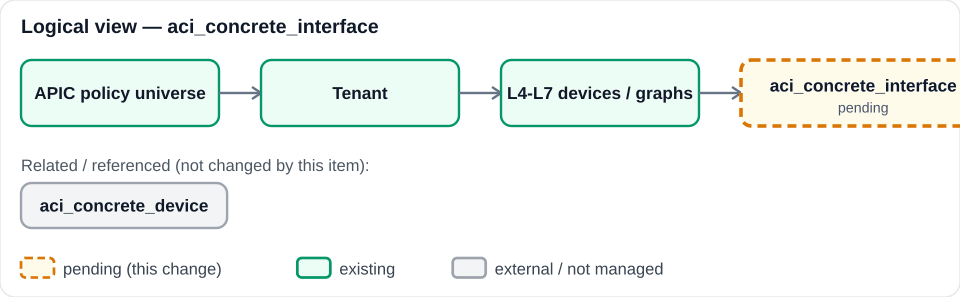 Logical view — aci_concrete_interface
APIC policy universe
Tenant
L4-L7 devices / graphs
aci_concrete_interface
pending
Related / referenced (not changed by this item):
aci_concrete_device
pending (this change)
existing
external / not managed